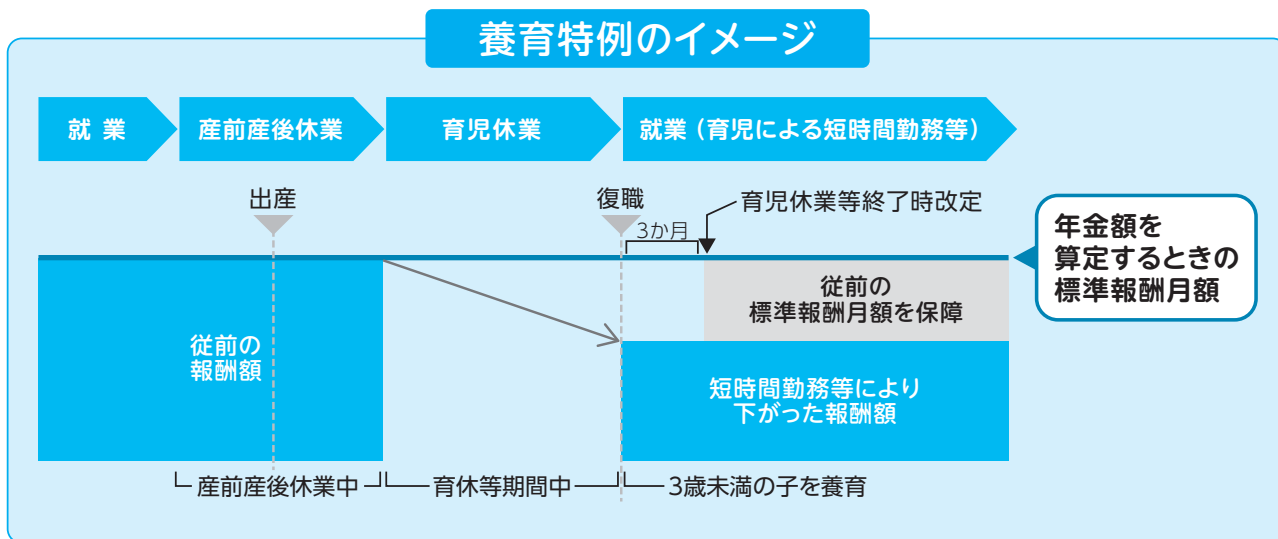 養育特例のイメージ
就 業
産前産後休業
育児休業
就業（育児による短時間勤務等）
出産
復職
育児休業等終了時改定
3か月
年金額を
算定するときの
標準報酬月額
従前の
標準報酬月額を保障
従前の
報酬額
短時間勤務等により
下がった報酬額
産前産後休業中
育休等期間中
3歳未満の子を養育